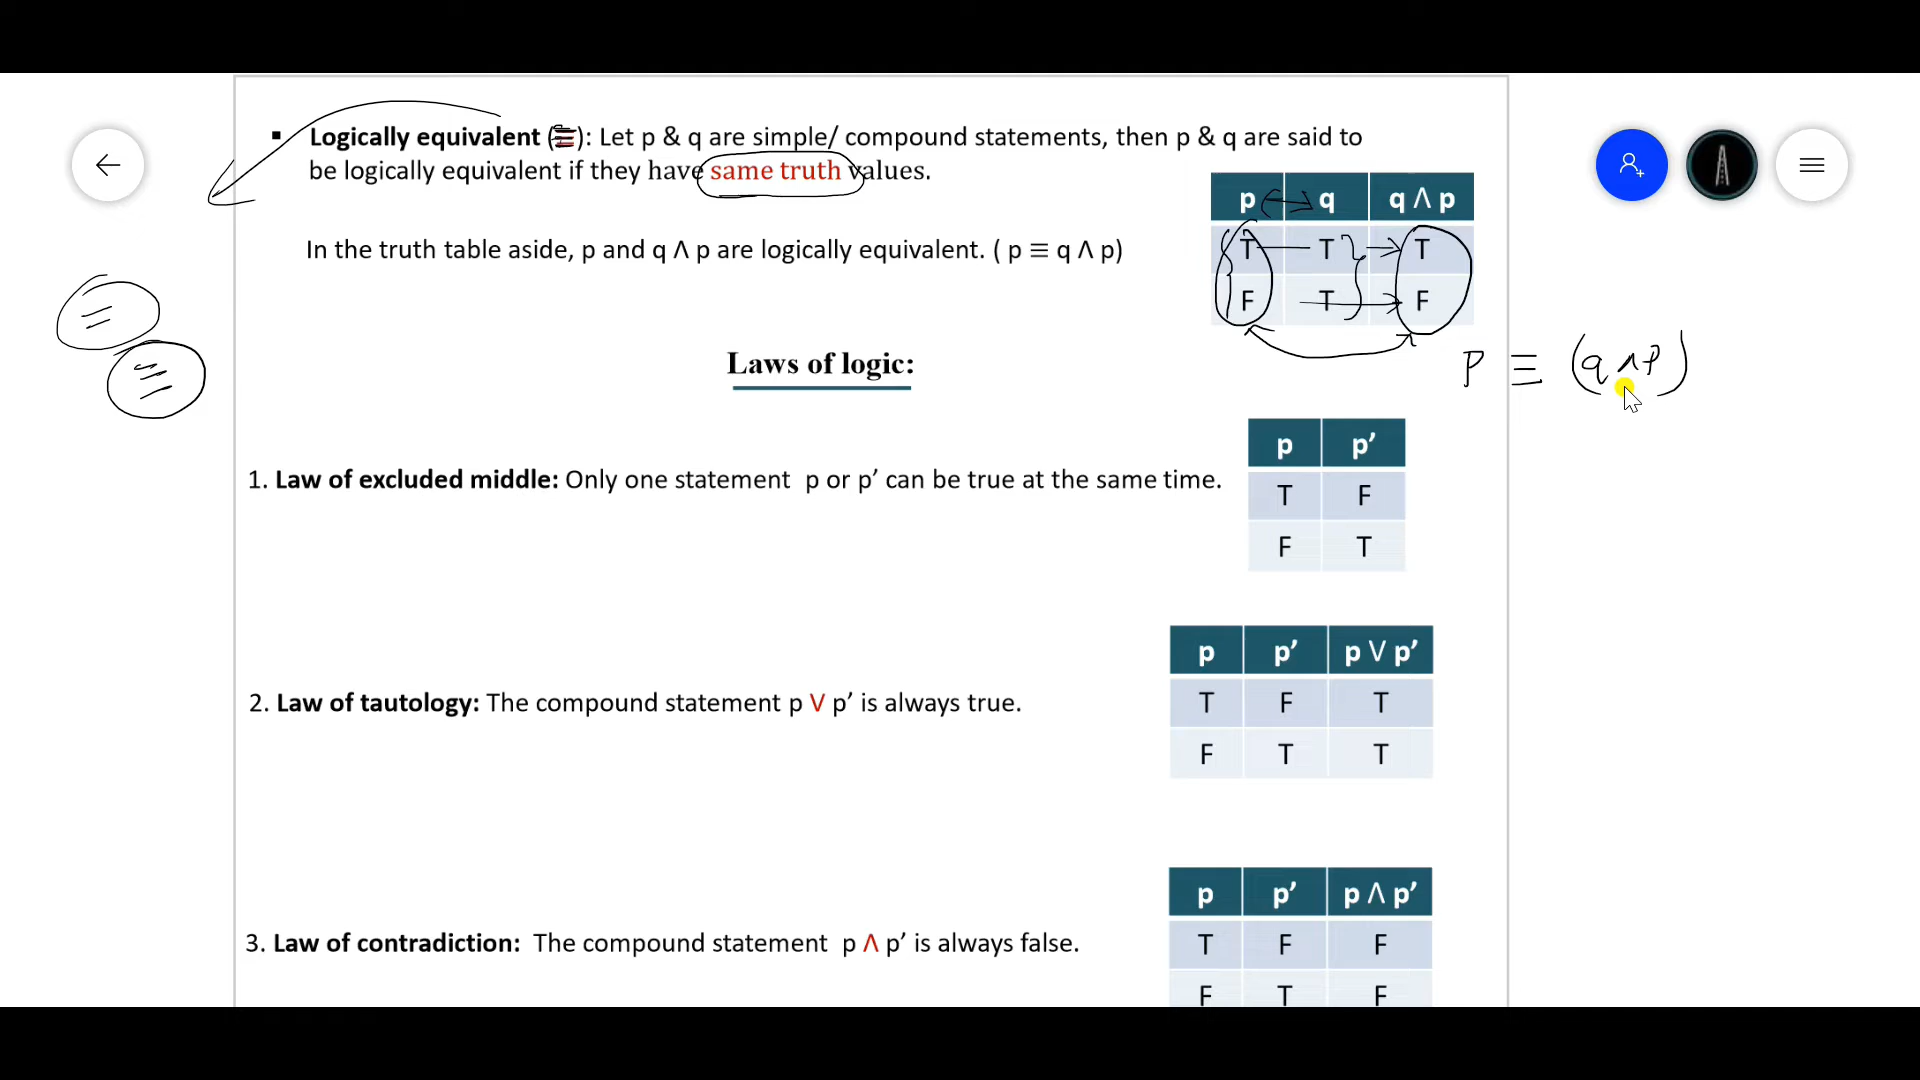 ▪ Logically equivalent (≡): Let p & q are simple/ compound statements, then p & q are said to
be logically equivalent if they have same truth values.
p q q ∧ p
T T T
F T F
In the truth table aside, p and q ∧ p are logically equivalent. ( p ≡ q ∧ p)
=
≡
Laws of logic:
P ≡ (q ∧ P)
p p’
1. Law of excluded middle: Only one statement p or p’ can be true at the same time.
T F
F T
p p’ p V p’
2. Law of tautology: The compound statement p V p’ is always true.
T F T
F T T
p p’ p Λ p’
3. Law of contradiction: The compound statement p Λ p’ is always false.
T F F
F T F